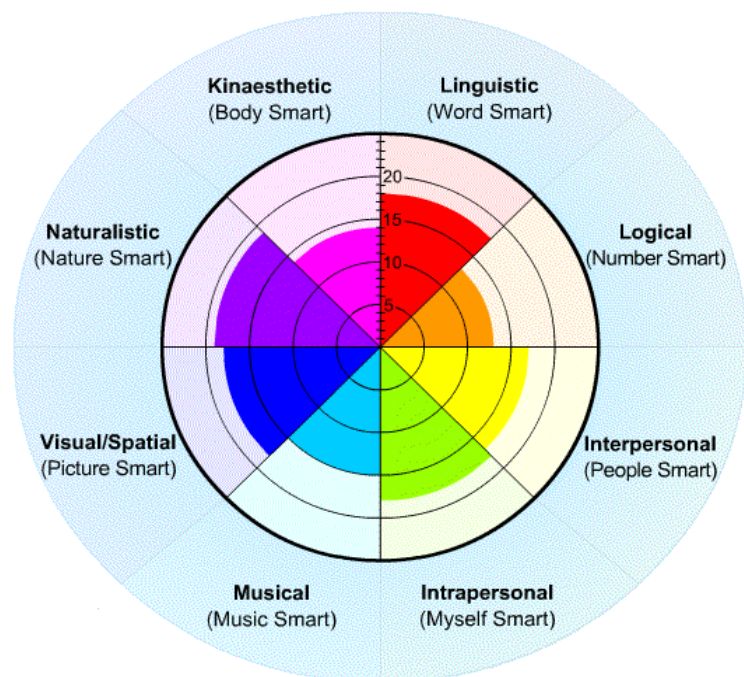 Kinaesthetic
(Body Smart)
Linguistic
(Word Smart)
20
15
10
5
Naturalistic
(Nature Smart)
Logical
(Number Smart)
Visual/Spatial
(Picture Smart)
Interpersonal
(People Smart)
Musical
(Music Smart)
Intrapersonal
(Myself Smart)